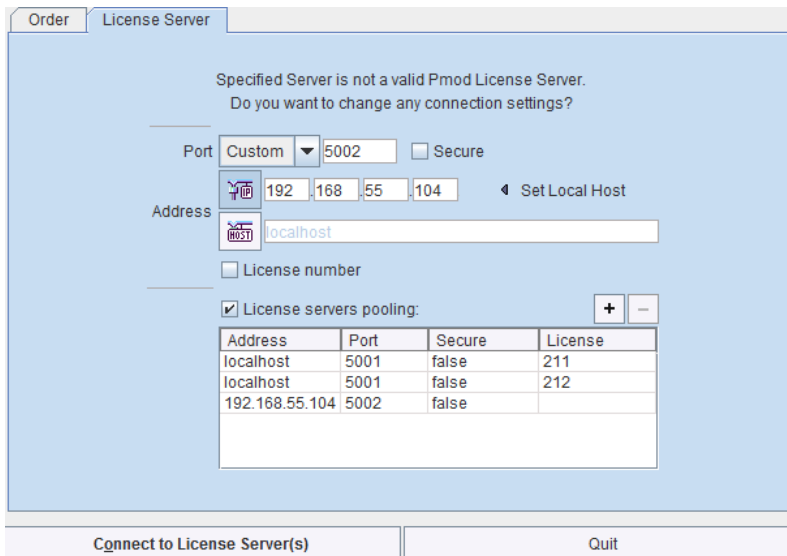 Order License Server
Specified Server is not a valid Pmod License Server.
Do you want to change any connection settings?
Port Custom 5002 Secure
IP 192 .168 .55 .104 Set Local Host
Address
HOST localhost
License number
License servers pooling: + −
Address Port Secure License
localhost 5001 false 211
localhost 5001 false 212
192.168.55.104 5002 false
Connect to License Server(s) Quit